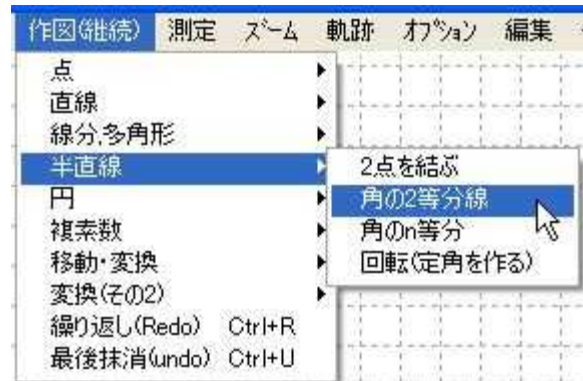 作図(継続) 測定 ズーム 軌跡 オプション 編集
点
直線
線分,多角形
半直線
円
複素数
移動・変換
変換(その2)
繰り返し(Redo) Ctrl+R
最後抹消(undo) Ctrl+U
2点を結ぶ
角の2等分線
角のn等分
回転(定角を作る)